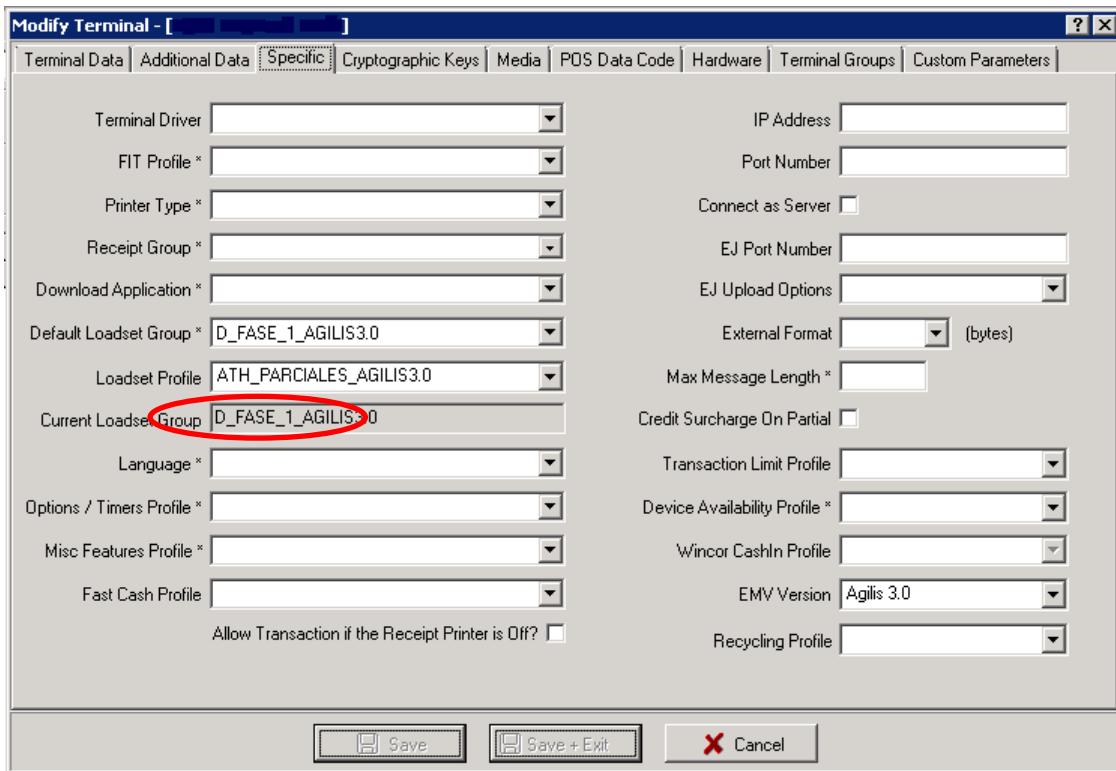 Modify Terminal - [ ]
Terminal Data Additional Data Specific Cryptographic Keys Media POS Data Code Hardware Terminal Groups Custom Parameters
Terminal Driver
FIT Profile *
Printer Type *
Receipt Group *
Download Application *
Default Loadset Group * D_FASE_1_AGILIS3.0
Loadset Profile ATH_PARCIALES_AGILIS3.0
Current Loadset Group D_FASE_1_AGILIS3.0
Language *
Options / Timers Profile *
Misc Features Profile *
Fast Cash Profile
Allow Transaction if the Receipt Printer is Off?
IP Address
Port Number
Connect as Server
EJ Port Number
EJ Upload Options
External Format (bytes)
Max Message Length *
Credit Surcharge On Partial
Transaction Limit Profile
Device Availability Profile *
Wincor CashIn Profile
EMV Version Agilis 3.0
Recycling Profile
Save Save + Exit Cancel